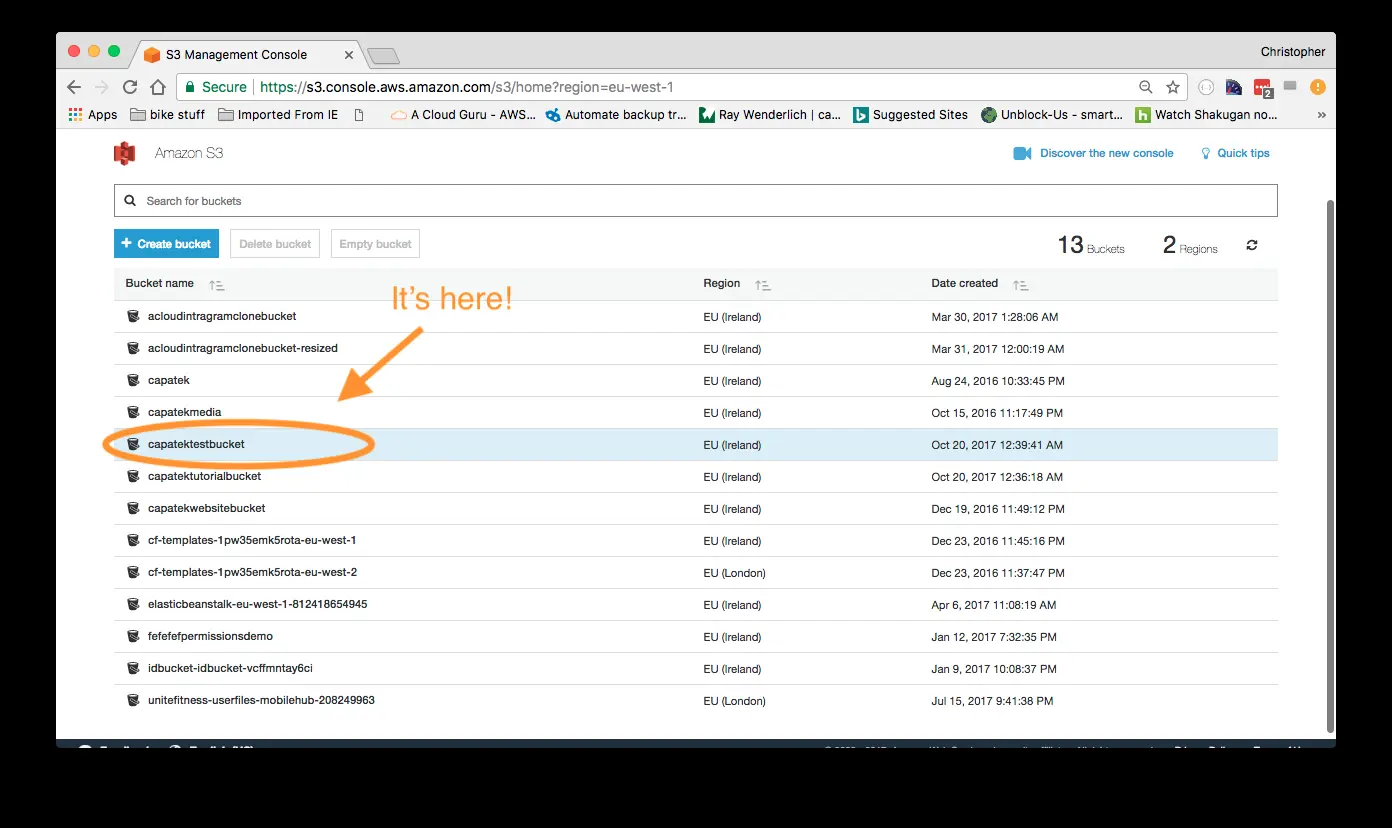 S3 Management Console
Christopher
Secure https://s3.console.aws.amazon.com/s3/home?region=eu-west-1
2
Apps bike stuff Imported From IE A Cloud Guru - AWS... Automate backup tr... Ray Wenderlich | ca... Suggested Sites Unblock-Us - smart... Watch Shakugan no... »
Amazon S3 Discover the new console Quick tips
Search for buckets
+ Create bucket Delete bucket Empty bucket 13 Buckets 2 Regions
Bucket name Region Date created
It's here!
acloudintragramclonebucket EU (Ireland) Mar 30, 2017 1:28:06 AM
acloudintragramclonebucket-resized EU (Ireland) Mar 31, 2017 12:00:19 AM
capatek EU (Ireland) Aug 24, 2016 10:33:45 PM
capatekmedia EU (Ireland) Oct 15, 2016 11:17:49 PM
capatektestbucket EU (Ireland) Oct 20, 2017 12:39:41 AM
capatektutorialbucket EU (Ireland) Oct 20, 2017 12:36:18 AM
capatekwebsitebucket EU (Ireland) Dec 19, 2016 11:49:12 PM
cf-templates-1pw35emk5rota-eu-west-1 EU (Ireland) Dec 23, 2016 11:45:16 PM
cf-templates-1pw35emk5rota-eu-west-2 EU (London) Dec 23, 2016 11:37:47 PM
elasticbeanstalk-eu-west-1-812418654945 EU (Ireland) Apr 6, 2017 11:08:19 AM
fefefefpermissionsdemo EU (Ireland) Jan 12, 2017 7:32:35 PM
idbucket-idbucket-vcffmntay6ci EU (Ireland) Jan 9, 2017 10:08:37 PM
unitefitness-userfiles-mobilehub-208249963 EU (London) Jul 15, 2017 9:41:38 PM